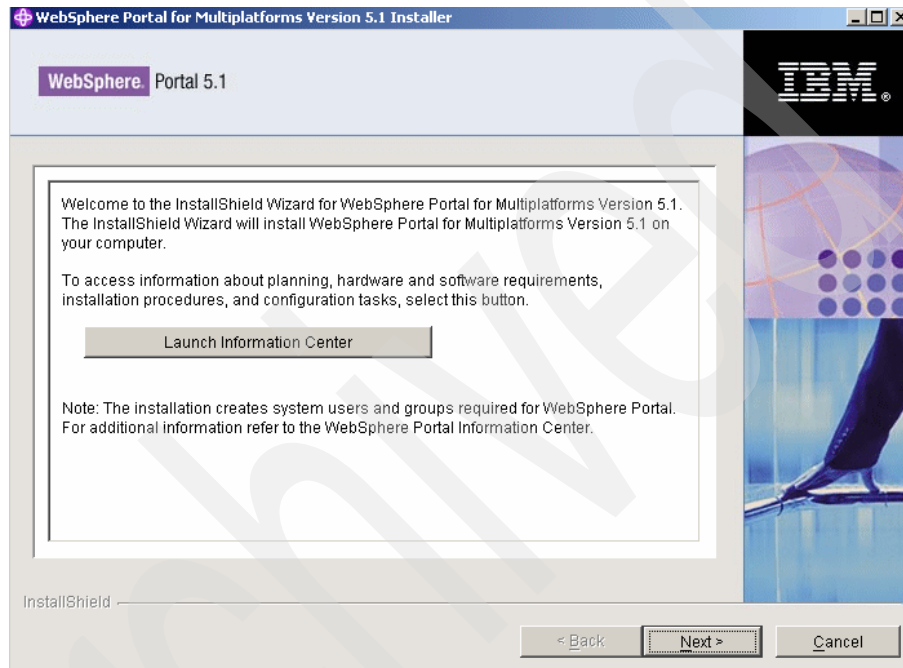 WebSphere Portal for Multiplatforms Version 5.1 Installer
WebSphere. Portal 5.1
IBM®
Welcome to the InstallShield Wizard for WebSphere Portal for Multiplatforms Version 5.1.
The InstallShield Wizard will install WebSphere Portal for Multiplatforms Version 5.1 on
your computer.
To access information about planning, hardware and software requirements,
installation procedures, and configuration tasks, select this button.
Launch Information Center
Note: The installation creates system users and groups required for WebSphere Portal.
For additional information refer to the WebSphere Portal Information Center.
InstallShield
< Back
Next >
Cancel